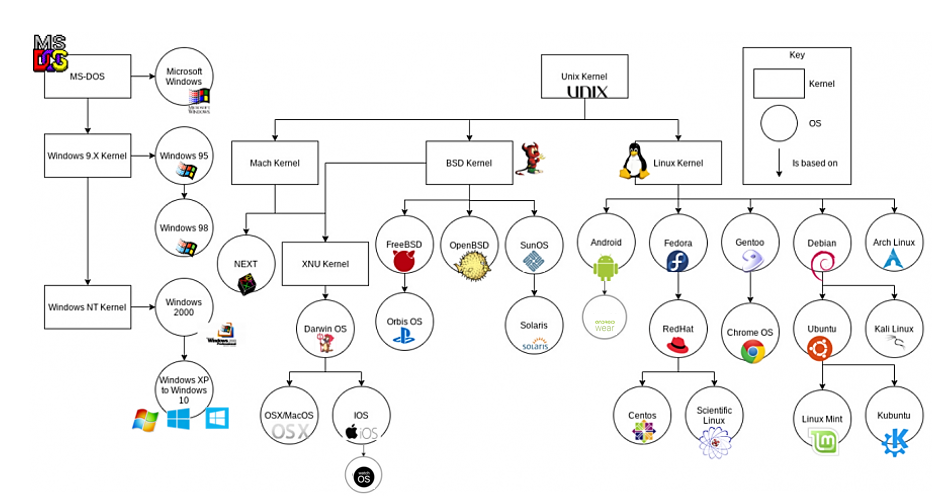 MS
DOS
MS-DOS
Microsoft
Windows
MICROSOFT
WINDOWS
Unix Kernel
UNIX
Key
Kernel
OS
Is based on
Windows 9.X Kernel
Windows 95
Mach Kernel
BSD Kernel
Linux Kernel
Windows 98
NEXT
XNU Kernel
FreeBSD
OpenBSD
SunOS
Android
Fedora
Gentoo
Debian
Arch Linux
Windows NT Kernel
Windows
2000
Darwin OS
Orbis OS
Solaris
solaris
wear
RedHat
Chrome OS
Ubuntu
Kali Linux
Windows XP
to Windows
10
OSX/MacOS
OS X
IOS
iOS
Centos
Scientific
Linux
Linux Mint
Kubuntu
WATCH
OS